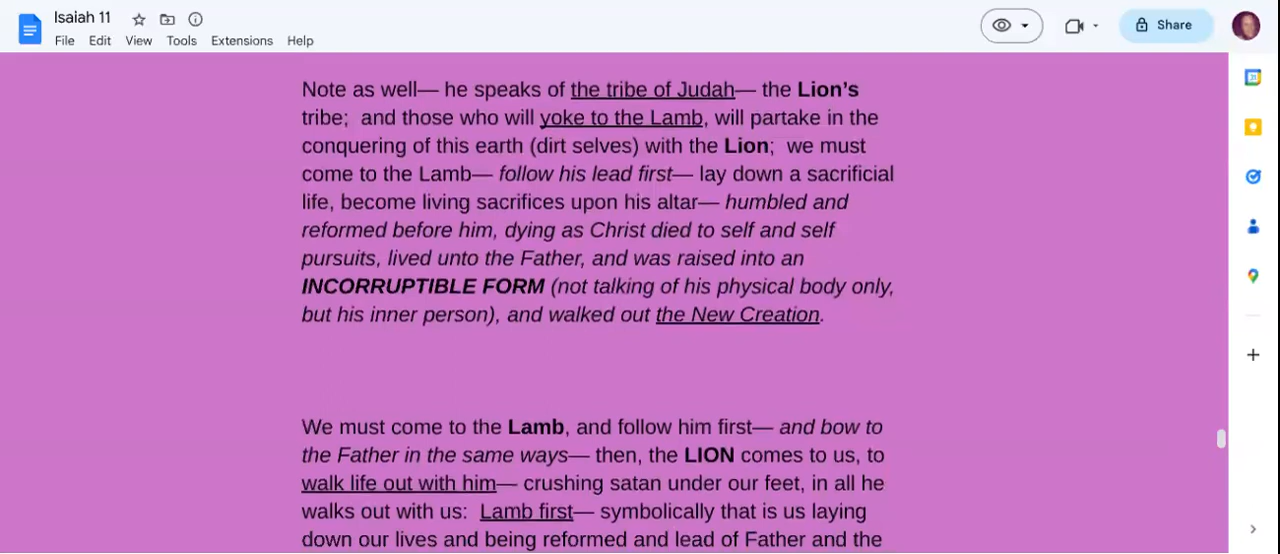 Isaiah 11
File Edit View Tools Extensions Help
Share
Note as well— he speaks of the tribe of Judah— the Lion’s
tribe;  and those who will yoke to the Lamb, will partake in the
conquering of this earth (dirt selves) with the Lion;  we must
come to the Lamb— follow his lead first— lay down a sacrificial
life, become living sacrifices upon his altar— humbled and
reformed before him, dying as Christ died to self and self
pursuits, lived unto the Father, and was raised into an
INCORRUPTIBLE FORM (not talking of his physical body only,
but his inner person), and walked out the New Creation.
We must come to the Lamb, and follow him first— and bow to
the Father in the same ways— then, the LION comes to us, to
walk life out with him— crushing satan under our feet, in all he
walks out with us:  Lamb first— symbolically that is us laying
down our lives and being reformed and lead of Father and the